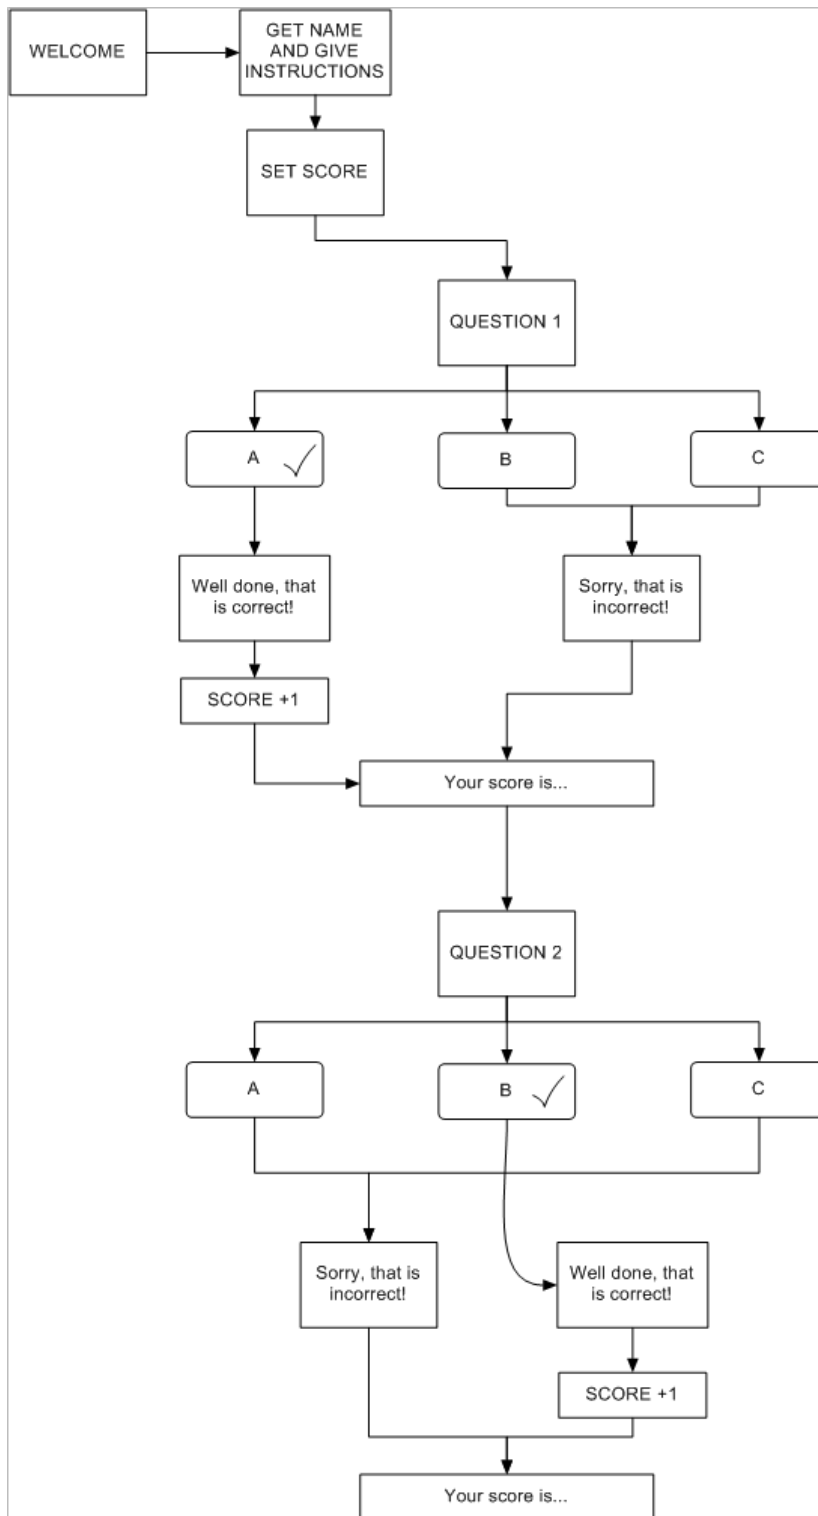 WELCOME
GET NAME
AND GIVE
INSTRUCTIONS
SET SCORE
QUESTION 1
A
B
C
Well done, that
is correct!
Sorry, that is
incorrect!
SCORE +1
Your score is...
QUESTION 2
A
B
C
Sorry, that is
incorrect!
Well done, that
is correct!
SCORE +1
Your score is...